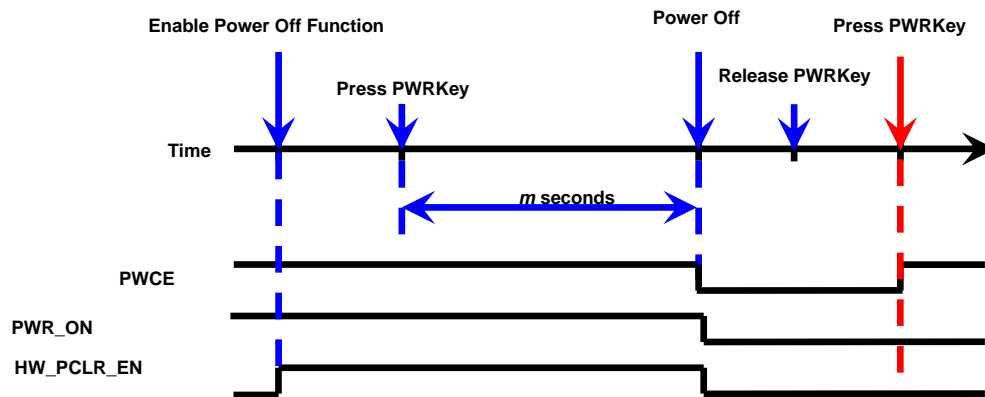 Enable Power Off Function
Power Off
Press PWRKey
Press PWRKey
Release PWRKey
Time
m seconds
PWCE
PWR_ON
HW_PCLR_EN